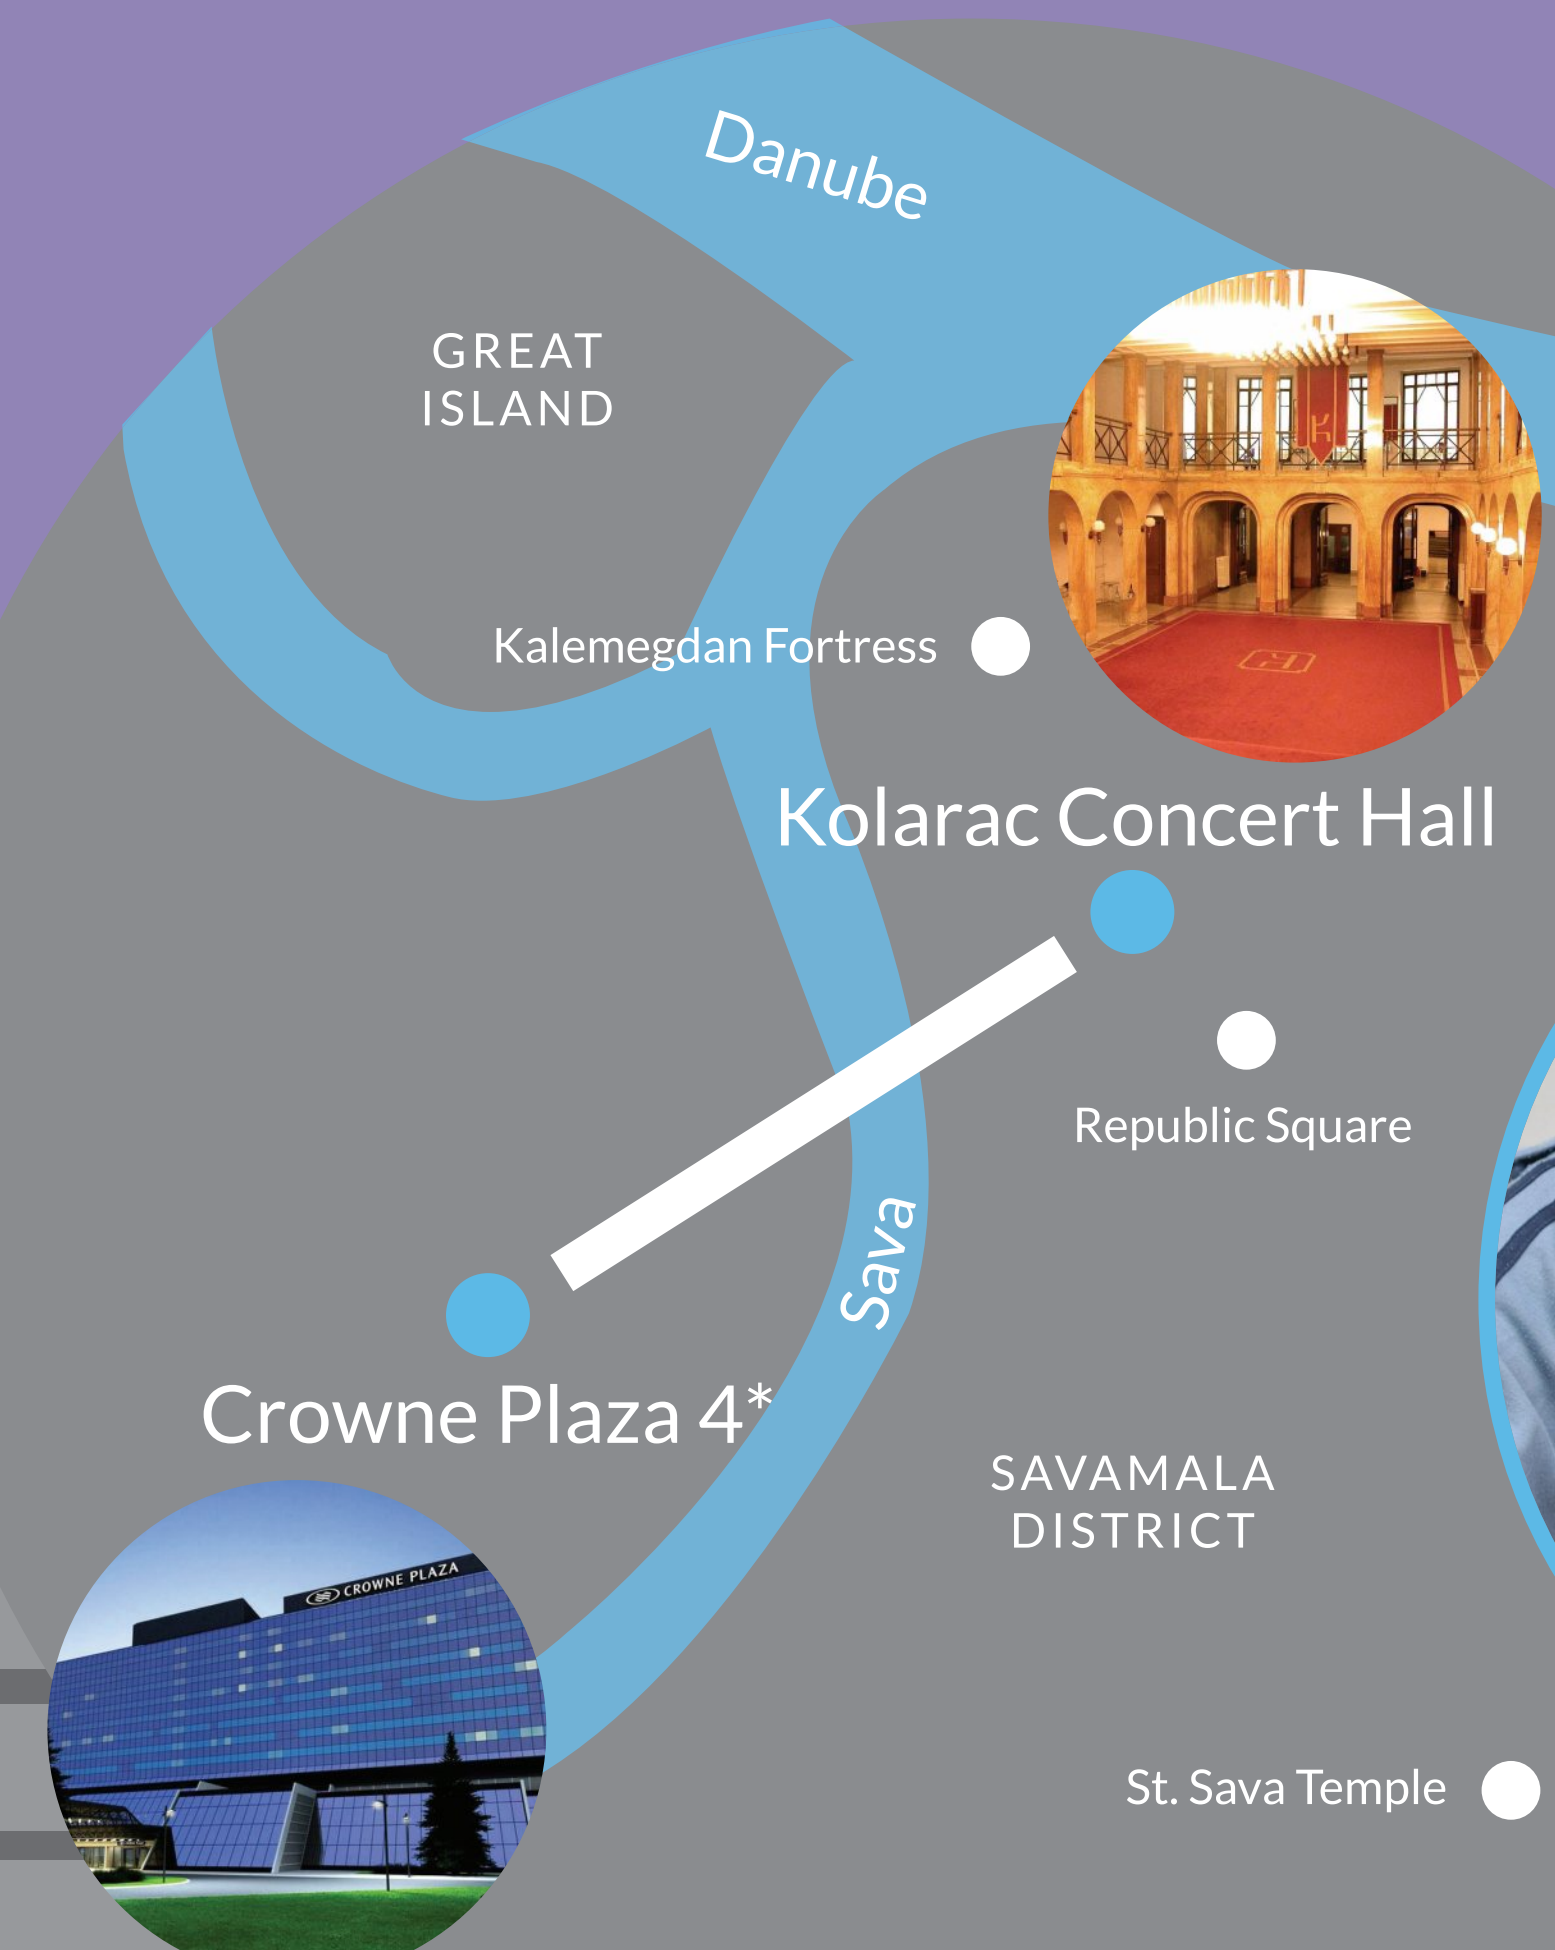 Danube
GREAT
ISLAND
K
Kalemegdan Fortress
Kolarac Concert Hall
Republic Square
Sava
Crowne Plaza 4*
SAVAMALA
DISTRICT
CROWNE PLAZA
St. Sava Temple